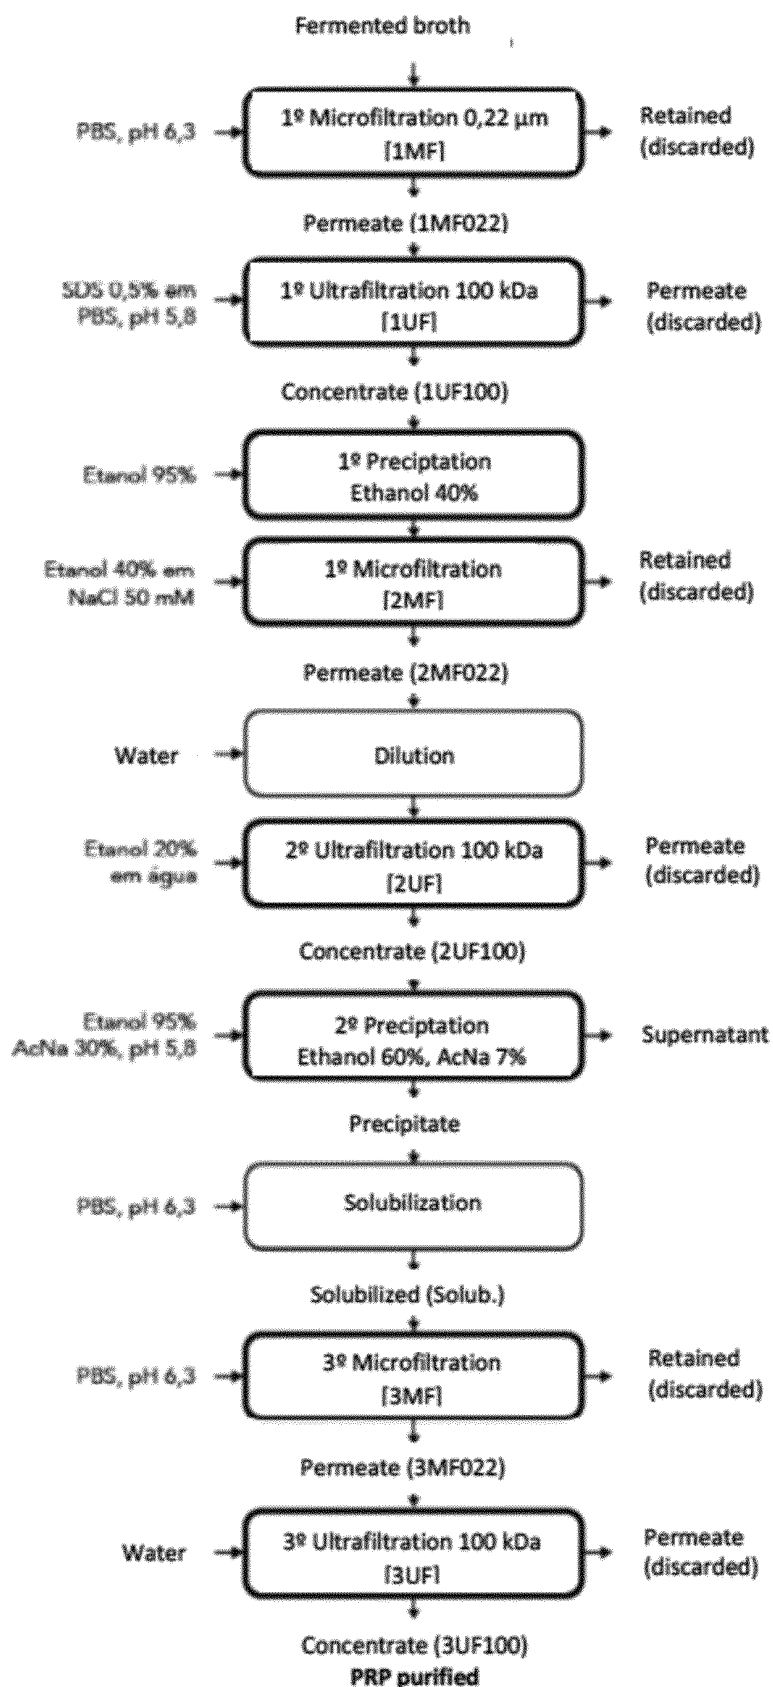 Fermented broth
PBS, pH 6,3
1º Microfiltration 0,22 µm
[1MF]
Retained
(discarded)
Permeate (1MF022)
SDS 0,5% em
PBS, pH 5,8
1º Ultrafiltration 100 kDa
[1UF]
Permeate
(discarded)
Concentrate (1UF100)
Etanol 95%
1º Preciptation
Ethanol 40%
Etanol 40% em
NaCl 50 mM
1º Microfiltration
[2MF]
Retained
(discarded)
Permeate (2MF022)
Water
Dilution
Etanol 20%
em água
2º Ultrafiltration 100 kDa
[2UF]
Permeate
(discarded)
Concentrate (2UF100)
Etanol 95%
AcNa 30%, pH 5,8
2º Preciptation
Ethanol 60%, AcNa 7%
Supernatant
Precipitate
PBS, pH 6,3
Solubilization
Solubilized (Solub.)
PBS, pH 6,3
3º Microfiltration
[3MF]
Retained
(discarded)
Permeate (3MF022)
Water
3º Ultrafiltration 100 kDa
[3UF]
Permeate
(discarded)
Concentrate (3UF100)
PRP purified